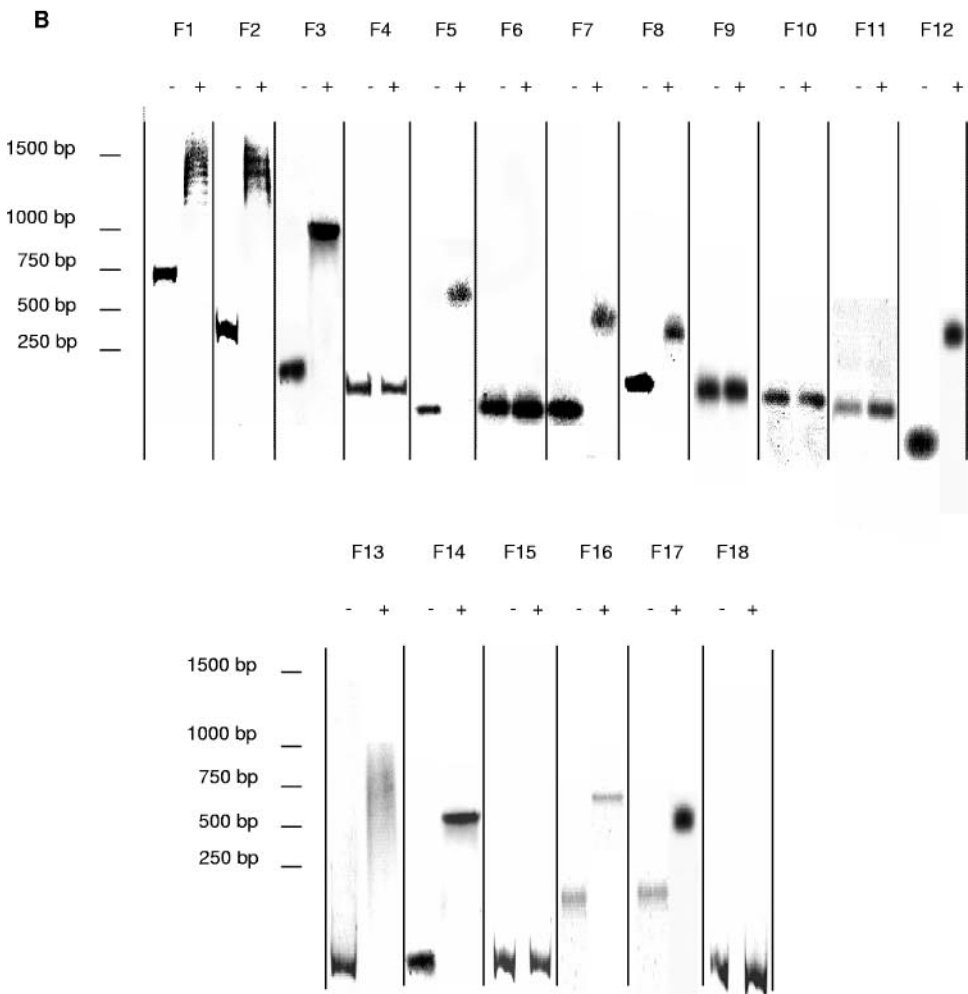 B
F1 F2 F3 F4 F5 F6 F7 F8 F9 F10 F11 F12
- + - + - + - + - + - + - + - + - + - + - + - +
1500 bp
1000 bp
750 bp
500 bp
250 bp
F13 F14 F15 F16 F17 F18
- + - + - + - + - + - +
1500 bp
1000 bp
750 bp
500 bp
250 bp